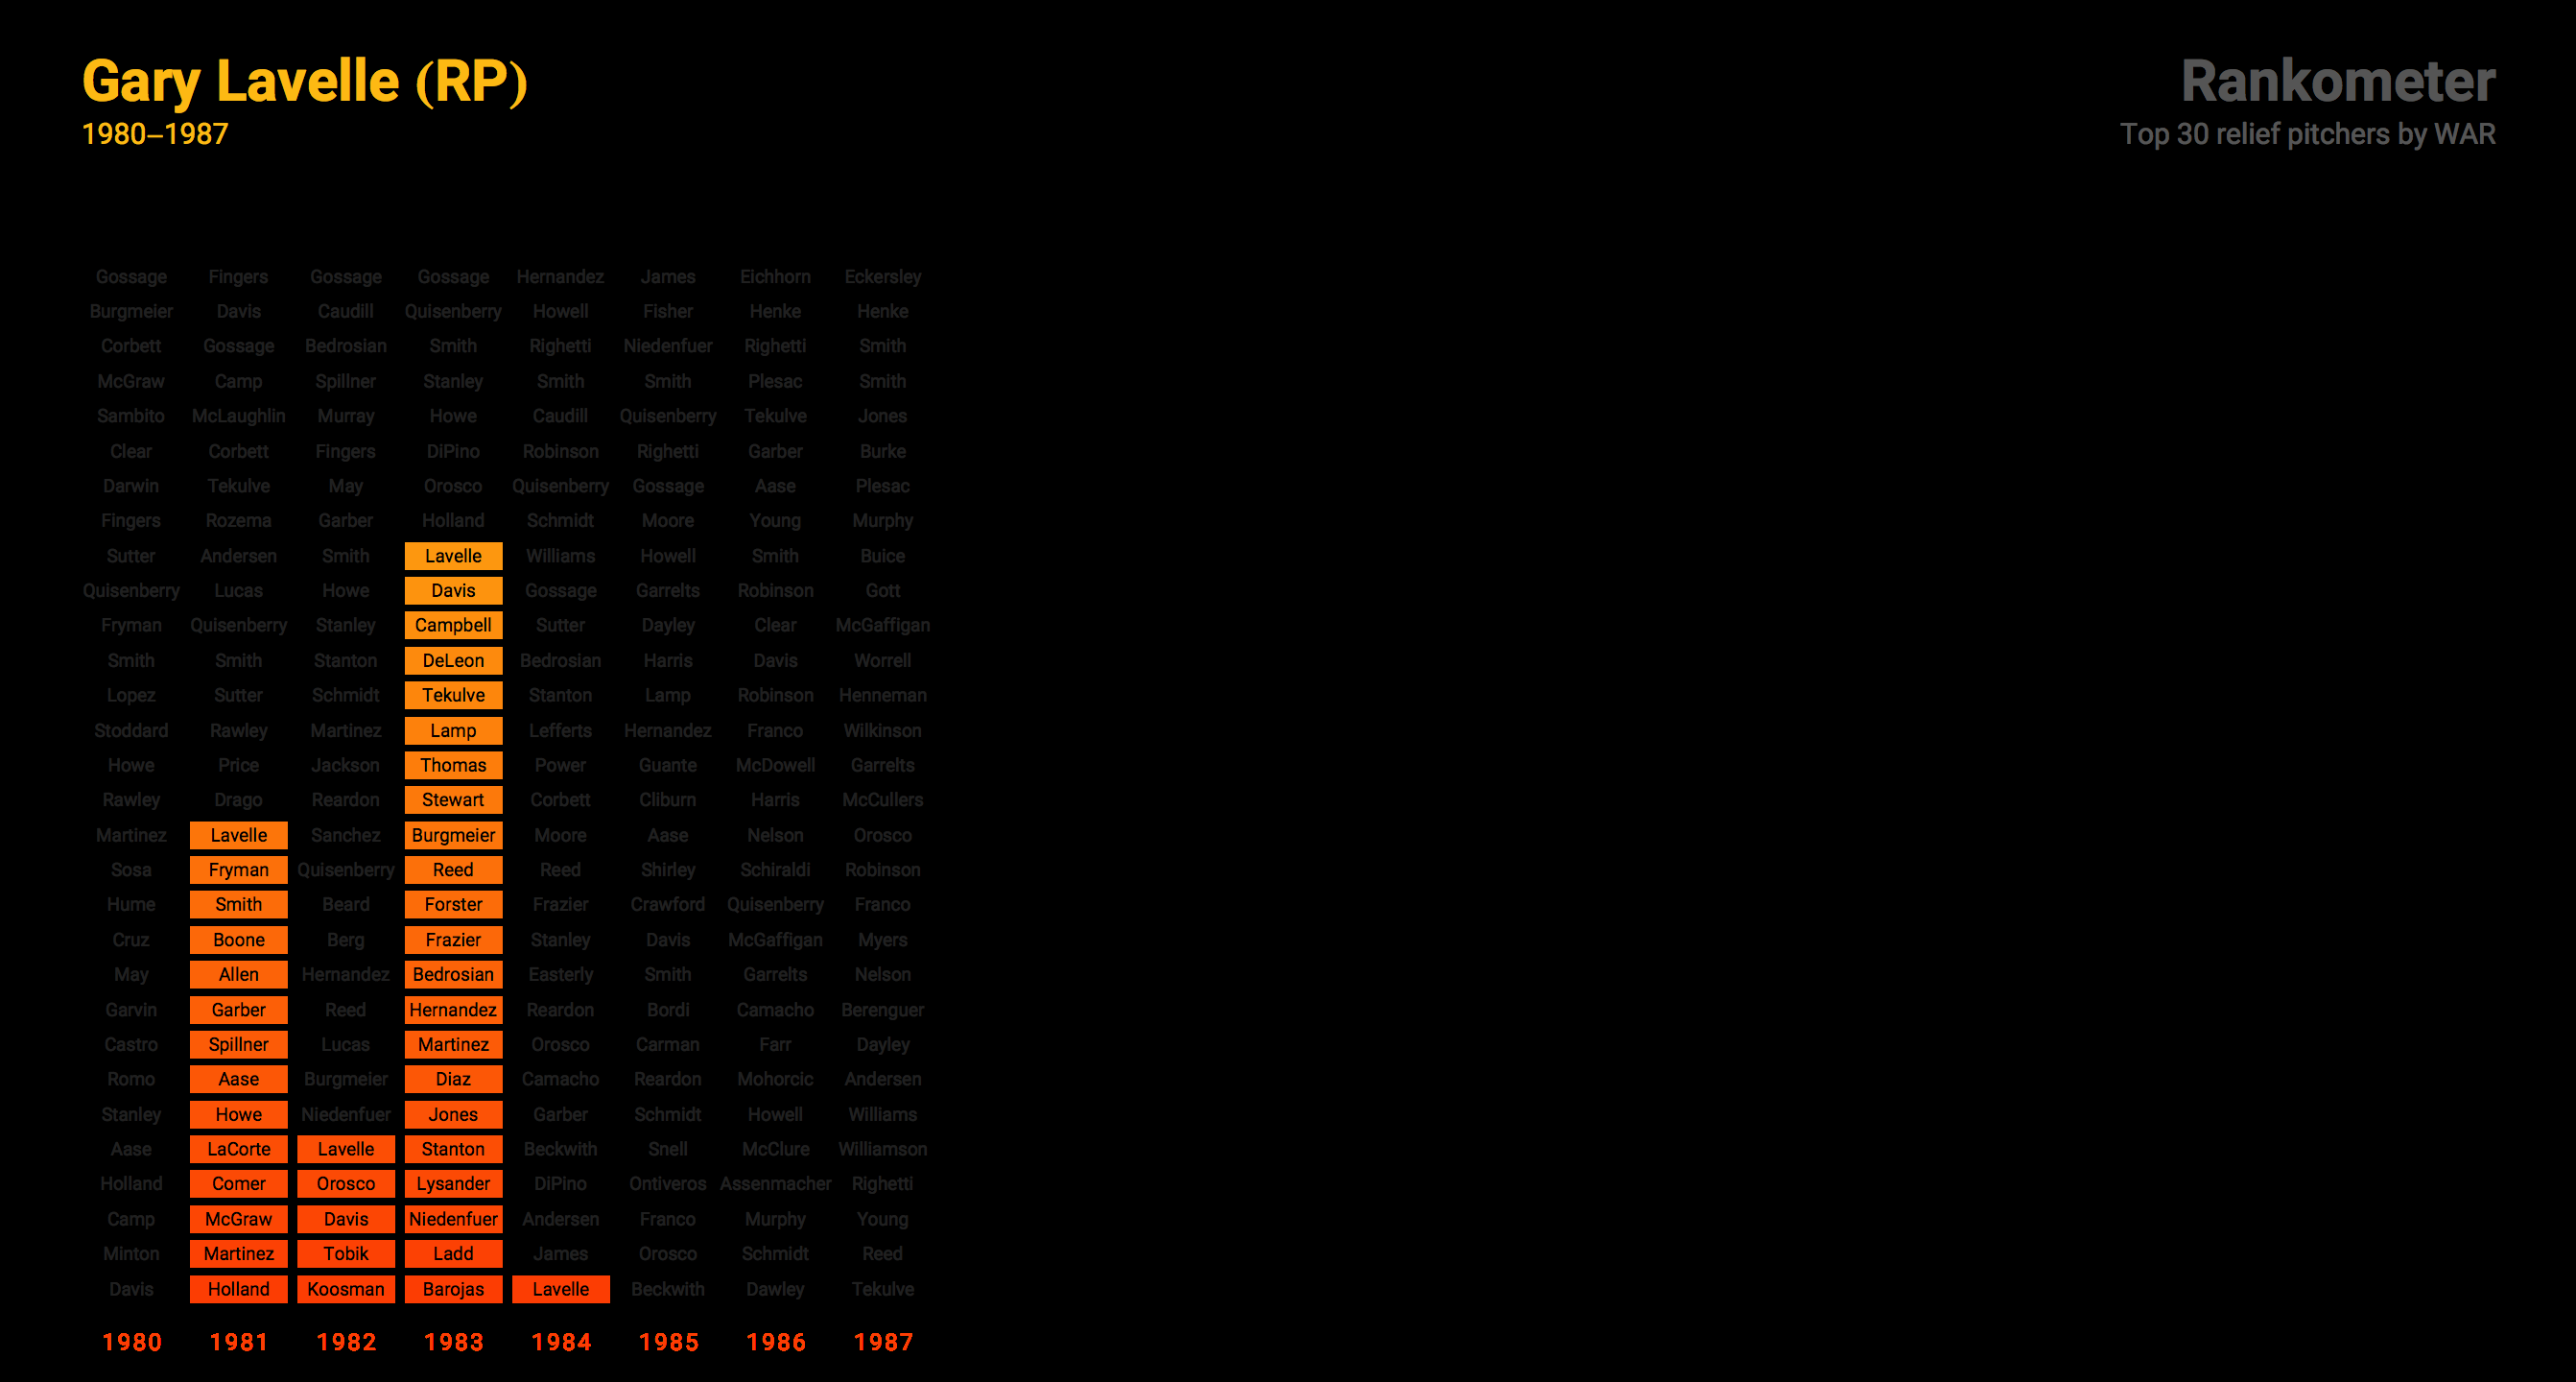 Gary Lavelle (RP)
1980–1987
Rankometer
Top 30 relief pitchers by WAR
Gossage Fingers Gossage Gossage Hernandez James Eichhorn Eckersley
Burgmeier Davis Caudill Quisenberry Howell Fisher Henke Henke
Corbett Gossage Bedrosian Smith Righetti Niedenfuer Righetti Smith
McGraw Camp Spillner Stanley Smith Smith Plesac Smith
Sambito McLaughlin Murray Howe Caudill Quisenberry Tekulve Jones
Clear Corbett Fingers DiPino Robinson Righetti Garber Burke
Darwin Tekulve May Orosco Quisenberry Gossage Aase Plesac
Fingers Rozema Garber Holland Schmidt Moore Young Murphy
Sutter Andersen Smith Lavelle Williams Howell Smith Buice
Quisenberry Lucas Howe Davis Gossage Garrelts Robinson Gott
Fryman Quisenberry Stanley Campbell Sutter Dayley Clear McGaffigan
Smith Smith Stanton DeLeon Bedrosian Harris Davis Worrell
Lopez Sutter Schmidt Tekulve Stanton Lamp Robinson Henneman
Stoddard Rawley Martinez Lamp Lefferts Hernandez Franco Wilkinson
Howe Price Jackson Thomas Power Guante McDowell Garrelts
Rawley Drago Reardon Stewart Corbett Cliburn Harris McCullers
Martinez Lavelle Sanchez Burgmeier Moore Aase Nelson Orosco
Sosa Fryman Quisenberry Reed Reed Shirley Schiraldi Robinson
Hume Smith Beard Forster Frazier Crawford Quisenberry Franco
Cruz Boone Berg Frazier Stanley Davis McGaffigan Myers
May Allen Hernandez Bedrosian Easterly Smith Garrelts Nelson
Garvin Garber Reed Hernandez Reardon Bordi Camacho Berenguer
Castro Spillner Lucas Martinez Orosco Carman Farr Dayley
Romo Aase Burgmeier Diaz Camacho Reardon Mohorcic Andersen
Stanley Howe Niedenfuer Jones Garber Schmidt Howell Williams
Aase LaCorte Lavelle Stanton Beckwith Snell McClure Williamson
Holland Comer Orosco Lysander DiPino Ontiveros Assenmacher Righetti
Camp McGraw Davis Niedenfuer Andersen Franco Murphy Young
Minton Martinez Tobik Ladd James Orosco Schmidt Reed
Davis Holland Koosman Barojas Lavelle Beckwith Dawley Tekulve
1980 1981 1982 1983 1984 1985 1986 1987